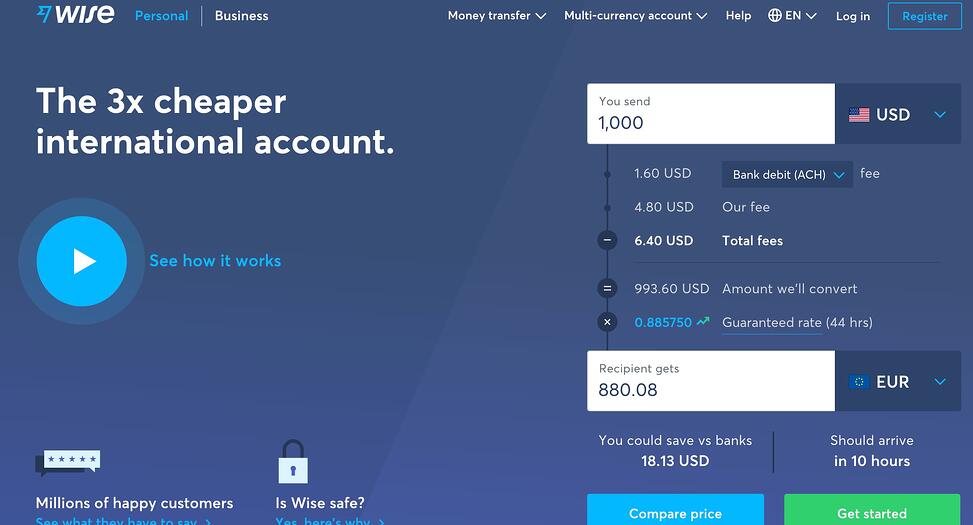 wise Personal Business Money transfer Multi-currency account Help EN Log in Register
The 3x cheaper
international account.
See how it works
You send
1,000 USD
1.60 USD Bank debit (ACH) fee
4.80 USD Our fee
6.40 USD Total fees
993.60 USD Amount we'll convert
0.885750 Guaranteed rate (44 hrs)
Recipient gets
880.08 EUR
You could save vs banks
18.13 USD
Should arrive
in 10 hours
Compare price Get started
Millions of happy customers
See what they have to say
Is Wise safe?
Yes, here's why